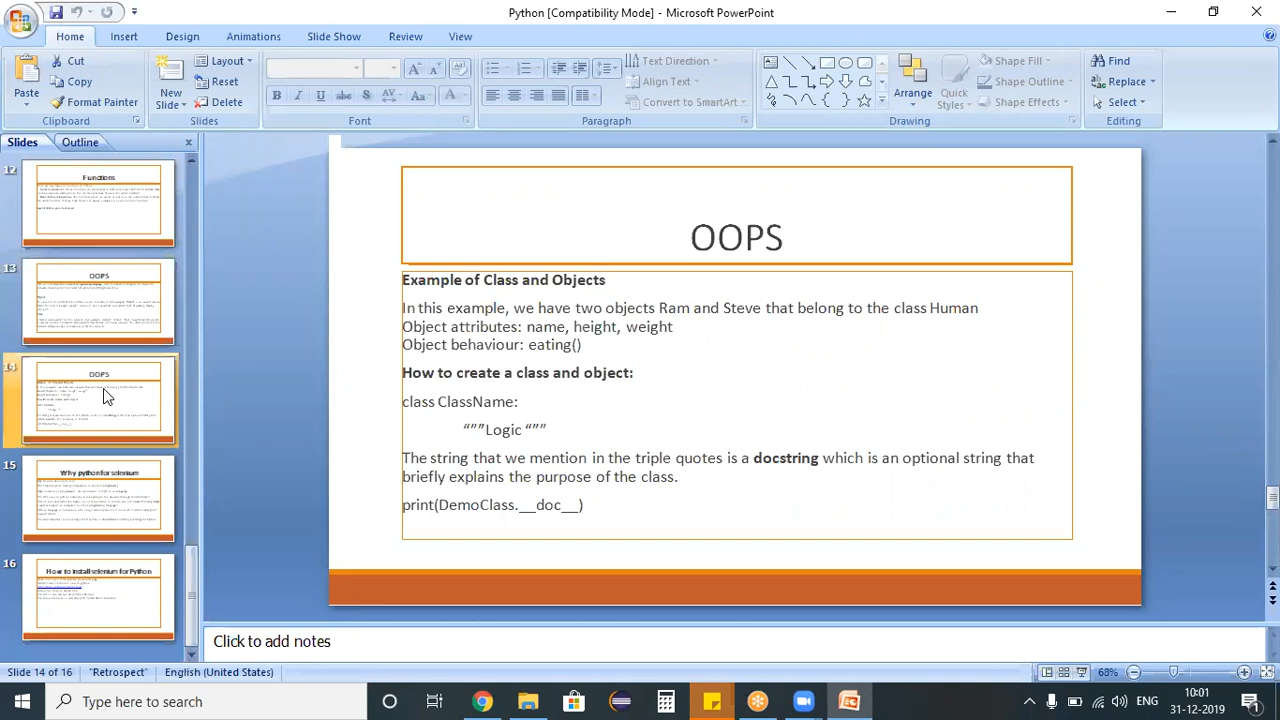 Python [Compatibility Mode] - Microsoft PowerPoint
Home Insert Design Animations Slide Show Review View
Paste
Cut
Copy
Format Painter
Clipboard
New
Slide
Layout
Reset
Delete
Slides
Font
Text Direction
Align Text
Convert to SmartArt
Paragraph
Arrange
Quick
Styles
Shape Fill
Shape Outline
Shape Effects
Drawing
Find
Replace
Select
Editing
Slides Outline
12
Functions
13
OOPS
14
OOPS
15
Why python for selenium
16
How to install selenium for Python
OOPS
Example of Class and Objects
In this example, we have two objects Ram and Steve that belong to the class Human
Object attributes: name, height, weight
Object behaviour: eating()
How to create a class and object:
class ClassName:
“””Logic “””
The string that we mention in the triple quotes is a docstring which is an optional string that
briefly explains the purpose of the class.
print(DemoClass.__doc__)
Click to add notes
Slide 14 of 16 "Retrospect" English (United States) 68%
Type here to search
ENG
10:01
31-12-2019